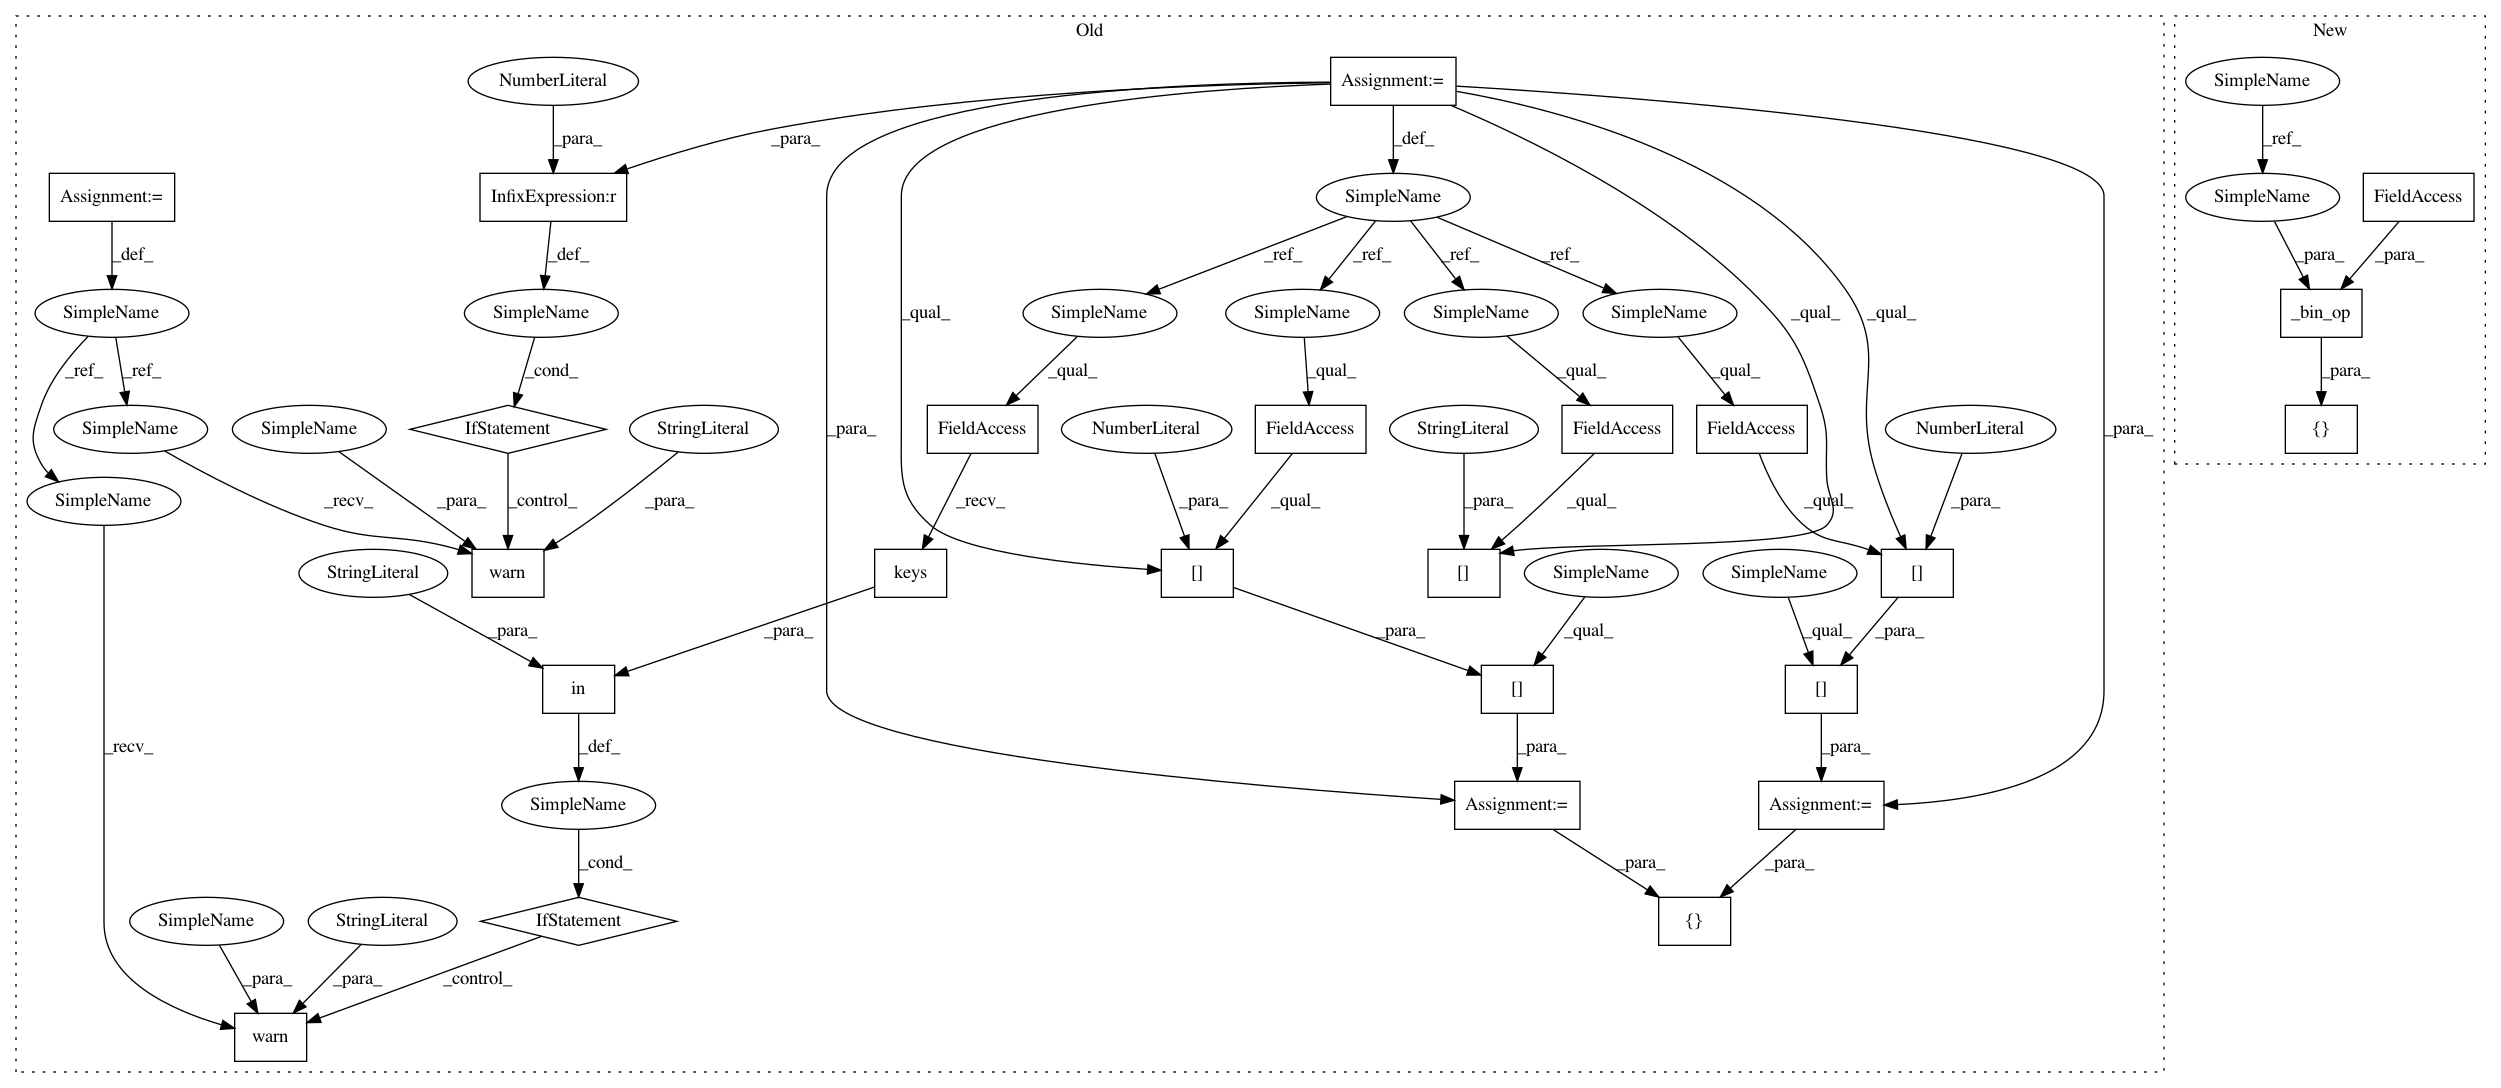 Old
New
NumberLiteral
Assignment:=
SimpleName
_para_
_para_
_def_
_ref_
Assignment:=
InfixExpression:r
SimpleName
SimpleName
FieldAccess
_def_
_def_
_ref_
_ref_
_ref_
_ref_
_para_
_para_
SimpleName
SimpleName
_qual_
SimpleName
SimpleName
SimpleName
SimpleName
_qual_
_qual_
_bin_op
_ref_
_ref_
_cond_
_qual_
_qual_
_qual_
_qual_
_para_
SimpleName
SimpleName
IfStatement
StringLiteral
_para_
FieldAccess
NumberLiteral
FieldAccess
StringLiteral
FieldAccess
FieldAccess
NumberLiteral
_para_
{}
SimpleName
_recv_
_para_
_control_
_para_
_recv_
_para_
_qual_
_para_
_qual_
_qual_
_para_
StringLiteral
warn
keys
[]
[]
SimpleName
SimpleName
[]
_para_
_para_
_para_
_qual_
_qual_
_para_
in
[]
[]
_recv_
_def_
_para_
_para_
SimpleName
Assignment:=
Assignment:=
_cond_
_para_
_para_
SimpleName
StringLiteral
IfStatement
{}
_para_
_para_
_control_
warn